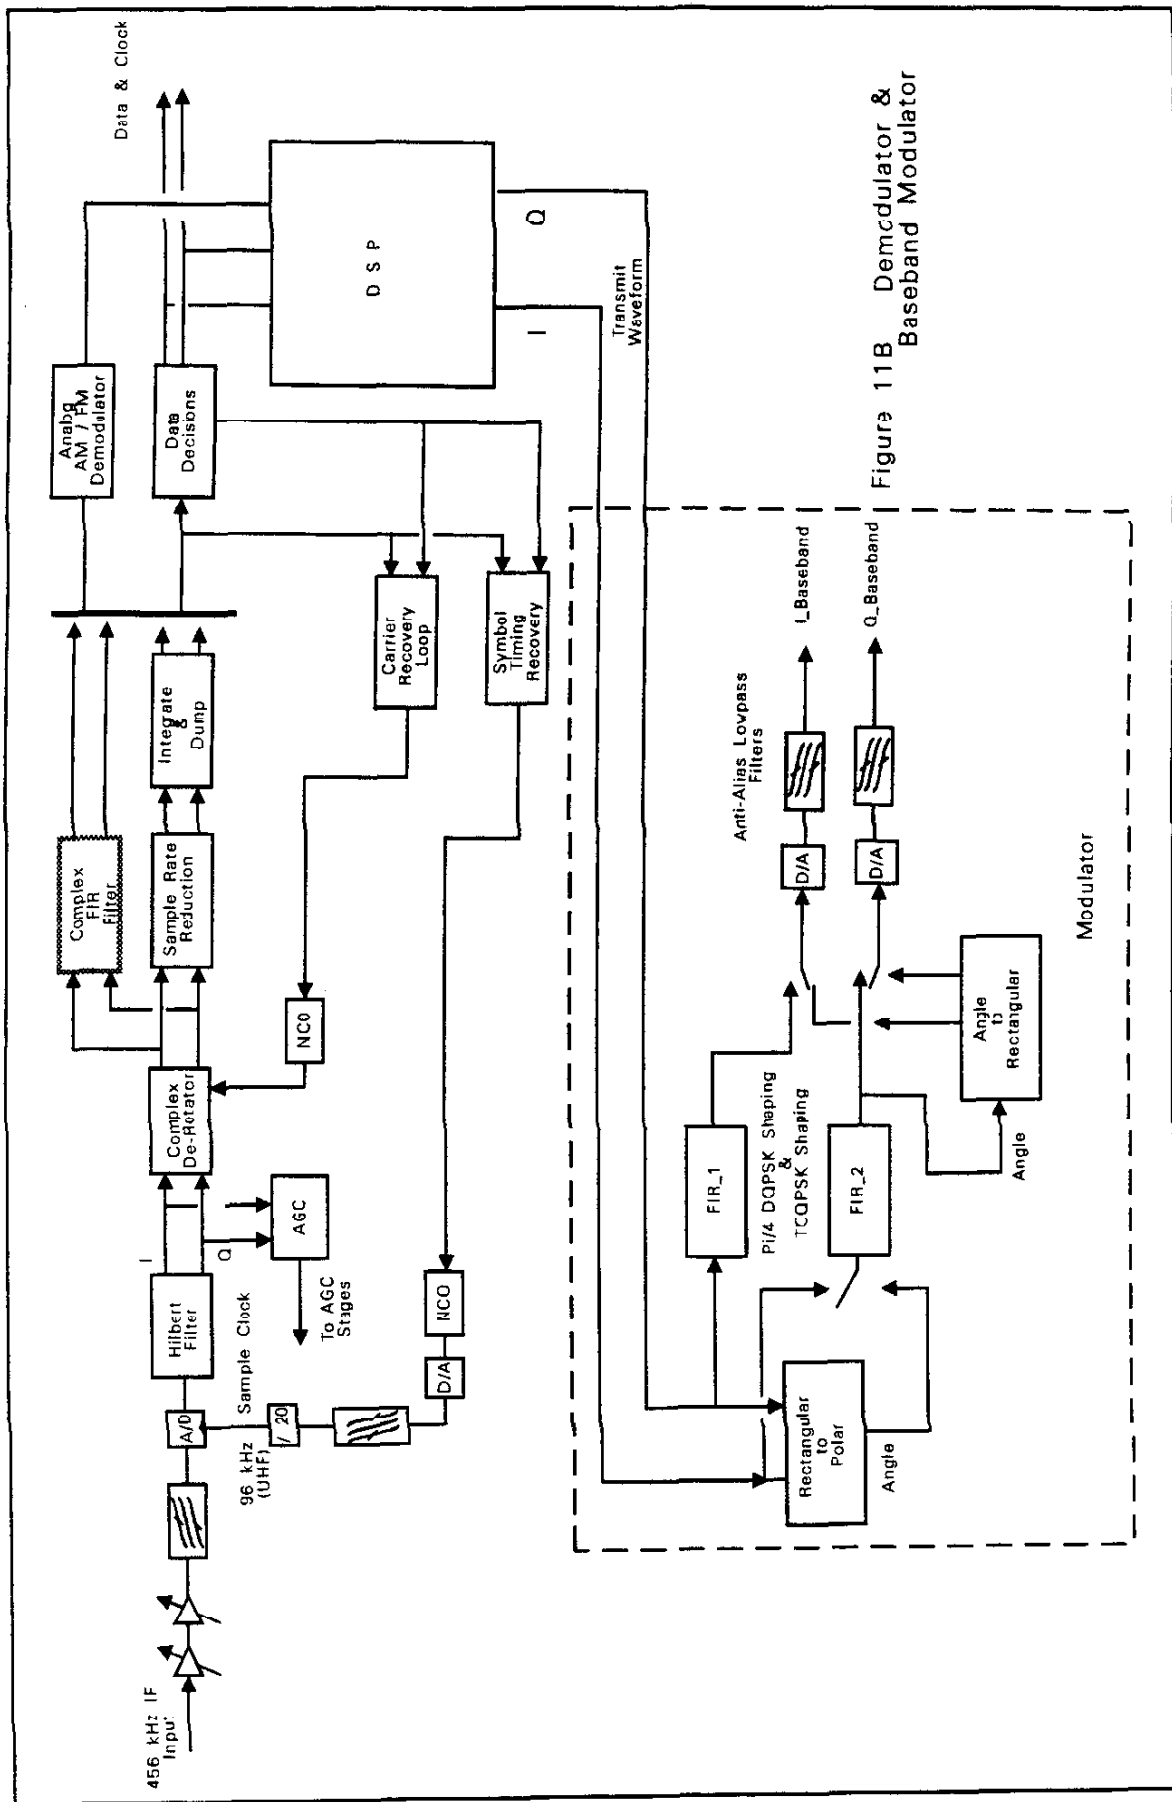 456 kHz IF
Input
A/D
Hilbert
Filter
I
Q
Complex
De-Rotator
Complex
FIR
Filter
Sample Rate
Reduction
Integrate
&
Dump
Analog
AM / FM
Demodulator
Data
Decisions
Data & Clock
Sample Clock
96 kHz
(UHF)
/ 20
AGC
To AGC
Stages
NCO
Carrier
Recovery
Loop
D/A
NCO
Symbol
Timing
Recovery
D S P
I
Q
Transmit
Waveform
Rectangular
to
Polar
Angle
FIR_1
Pi/4 DQPSK Shaping
&
TCQPSK Shaping
FIR_2
Angle
Angle
to
Rectangular
Anti-Alias Lowpass
Filters
D/A
D/A
I_Baseband
Q_Baseband
Modulator
Figure 11B Demodulator &
Baseband Modulator